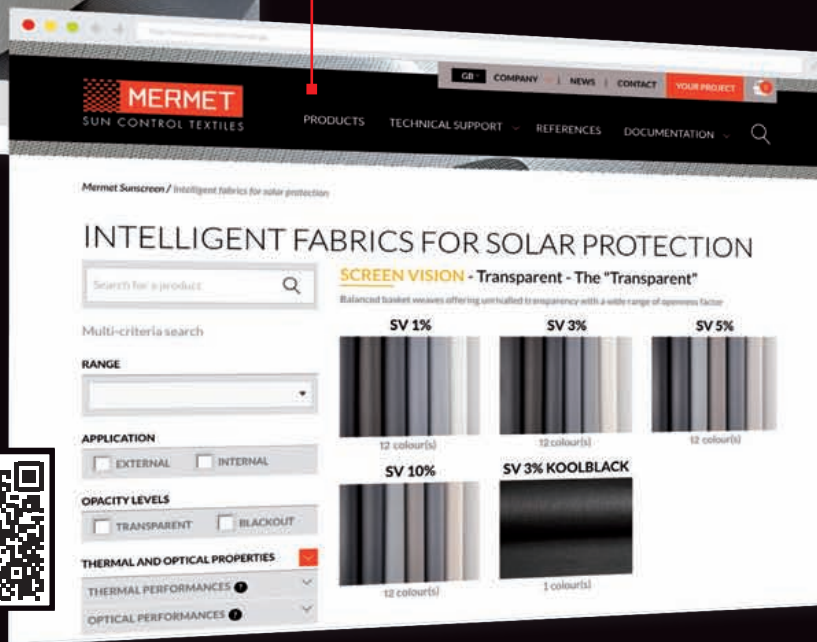 GB COMPANY | NEWS | CONTACT YOUR PROJECT 0
MERMET
SUN CONTROL TEXTILES
PRODUCTS TECHNICAL SUPPORT REFERENCES DOCUMENTATION
Mermet Sunscreen / Intelligent fabrics for solar protection
INTELLIGENT FABRICS FOR SOLAR PROTECTION
Search for a product
Multi-criteria search
RANGE
APPLICATION
EXTERNAL INTERNAL
OPACITY LEVELS
TRANSPARENT BLACKOUT
THERMAL AND OPTICAL PROPERTIES
THERMAL PERFORMANCES ?
OPTICAL PERFORMANCES ?
SCREEN VISION - Transparent - The "Transparent"
Balanced basket weaves offering unrivalled transparency with a wide range of openness factor
SV 1% SV 3% SV 5%
12 colour(s) 12 colour(s) 12 colour(s)
SV 10% SV 3% KOOLBLACK
12 colour(s) 1 colour(s)